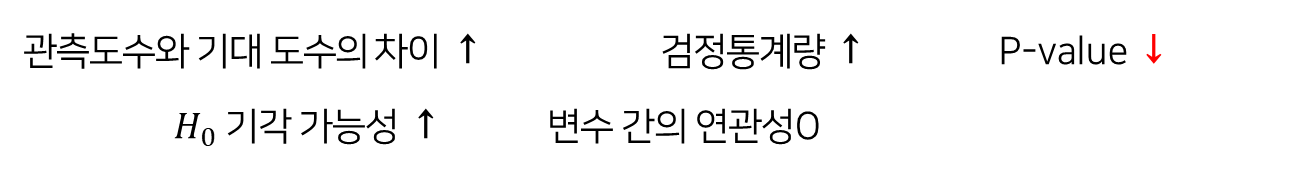 관측도수와 기대 도수의 차이 ↑ 검정통계량 ↑ P-value ↓
H₀ 기각 가능성 ↑ 변수 간의 연관성O